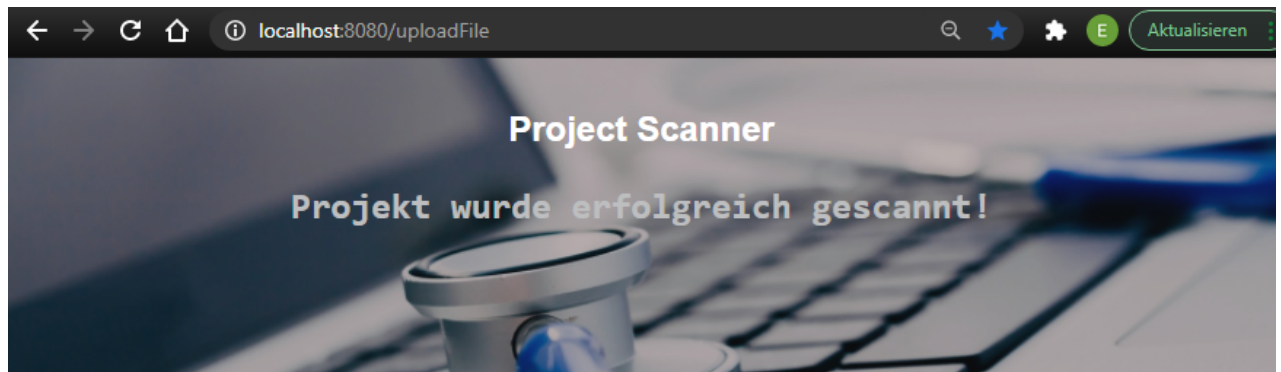 localhost:8080/uploadFile
E
Aktualisieren
Project Scanner
Projekt wurde erfolgreich gescannt!